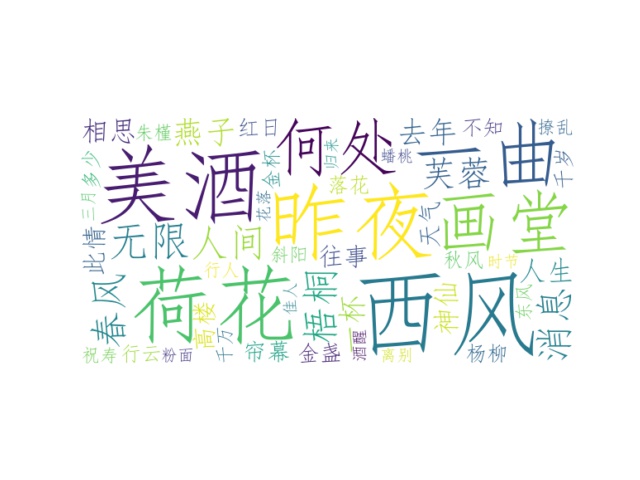 相思
朱槿
燕子
红日
何处
归来
去年
不知
撩乱
三月
多少
美酒
金杯
落花
蟠桃
一曲
芙蓉
千岁
花落
昨夜
天气
画堂
此情
无限
人间
斜阳
往事
秋风
时节
人生
春风
行人
荷花
佳人
梧桐
西风
神仙
东风
消息
高楼
千万
一杯
祝寿
行云
粉面
帘幕
金盏
酒醒
离别
杨柳